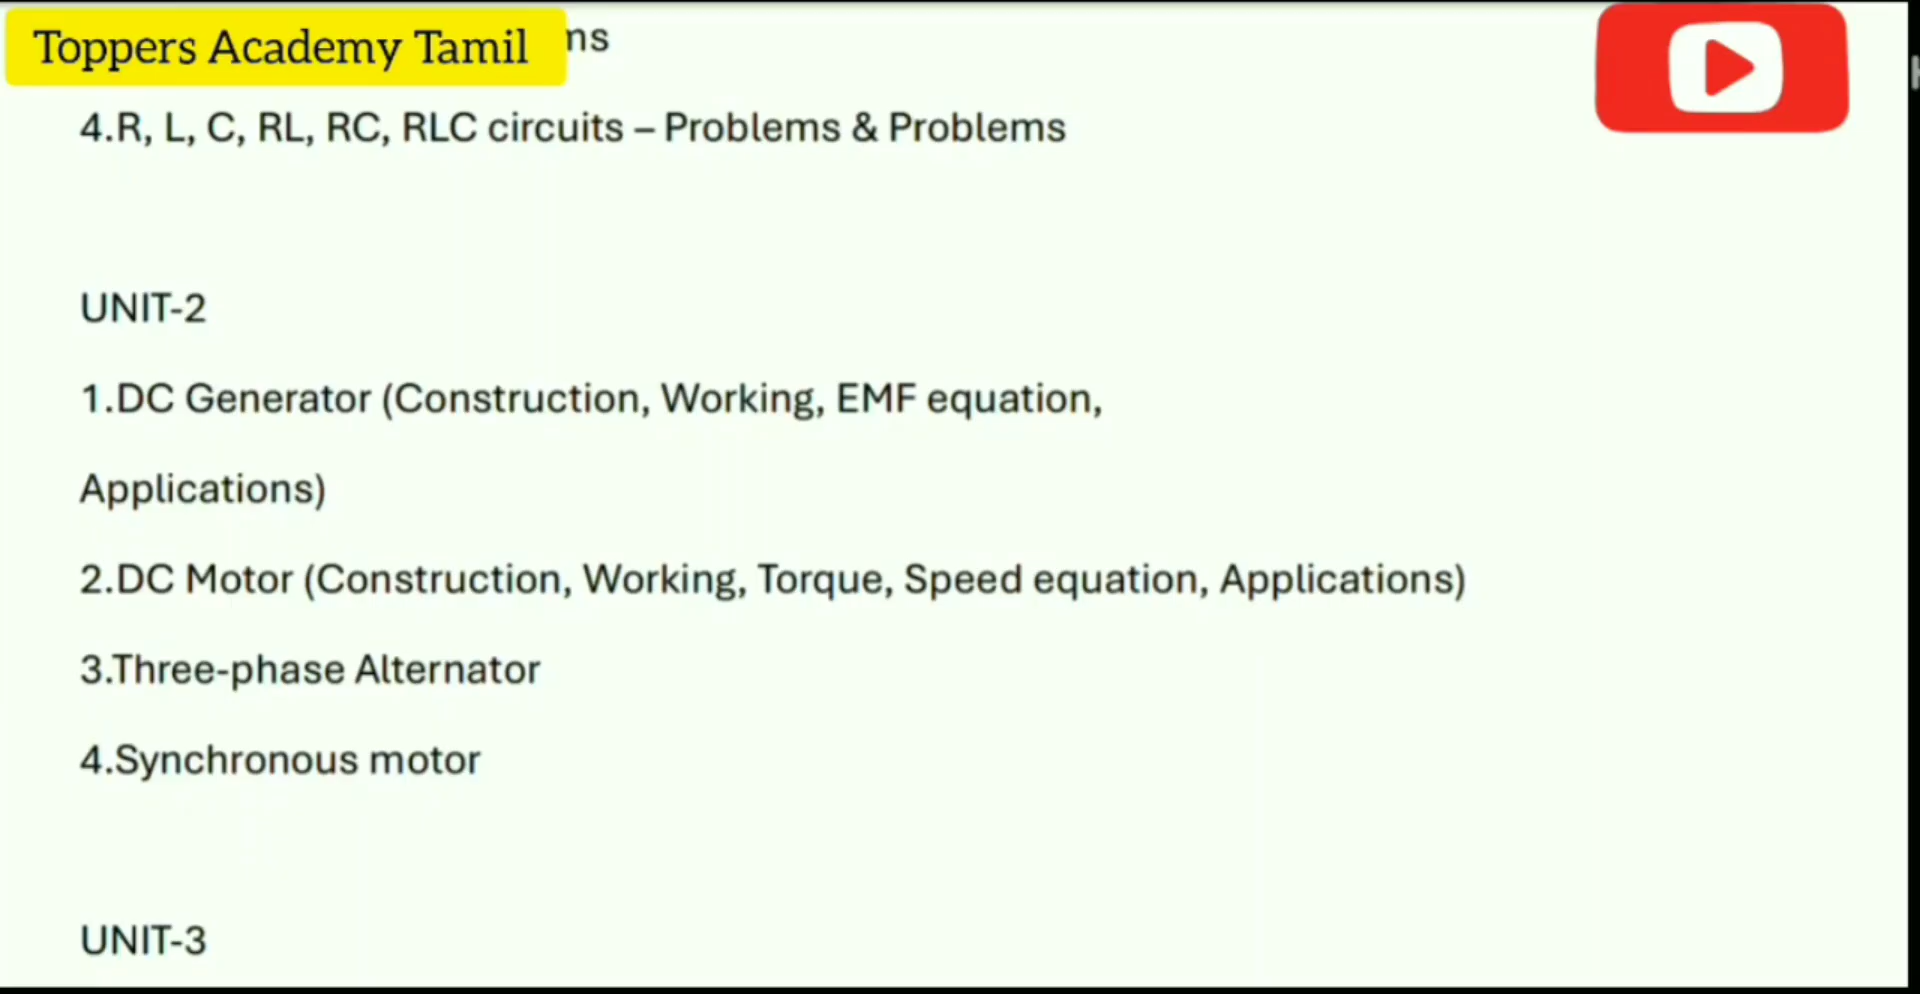 Toppers Academy Tamil
4.R, L, C, RL, RC, RLC circuits – Problems & Problems
UNIT-2
1.DC Generator (Construction, Working, EMF equation,
Applications)
2.DC Motor (Construction, Working, Torque, Speed equation, Applications)
3.Three-phase Alternator
4.Synchronous motor
UNIT-3